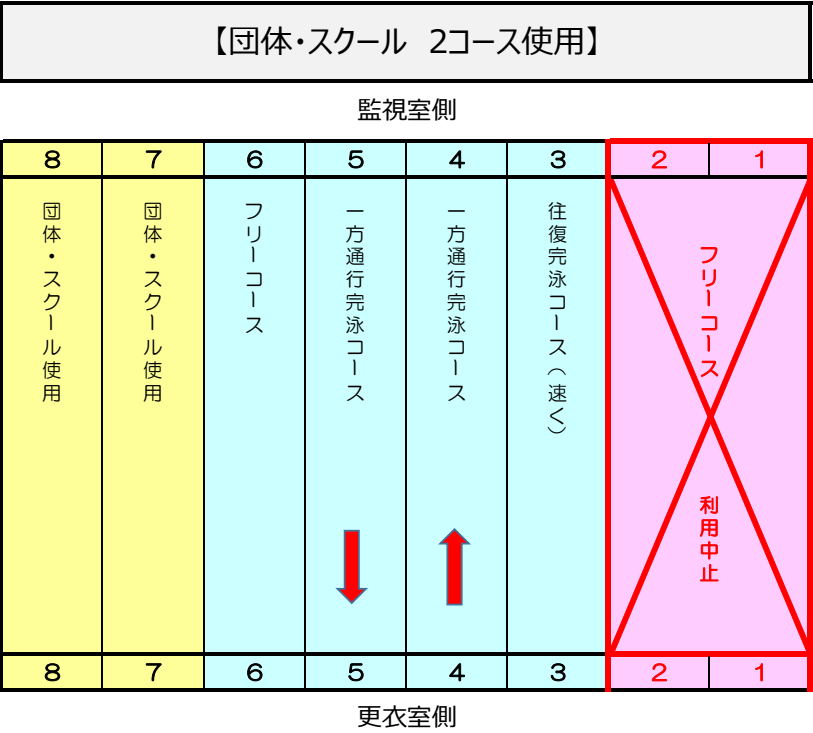 【団体・スクール 2コース使用】
監視室側
8 7 6 5 4 3 2 1
団体・スクール使用
団体・スクール使用
フリーコース
一方通行完泳コース
一方通行完泳コース
往復完泳コース（速く）
フリーコース 利用中止
8 7 6 5 4 3 2 1
更衣室側